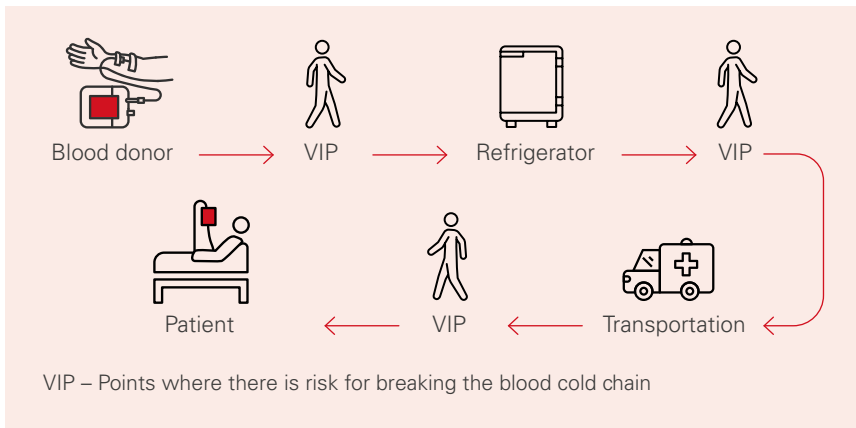 Blood donor
VIP
Refrigerator
VIP
Patient
VIP
Transportation
VIP – Points where there is risk for breaking the blood cold chain